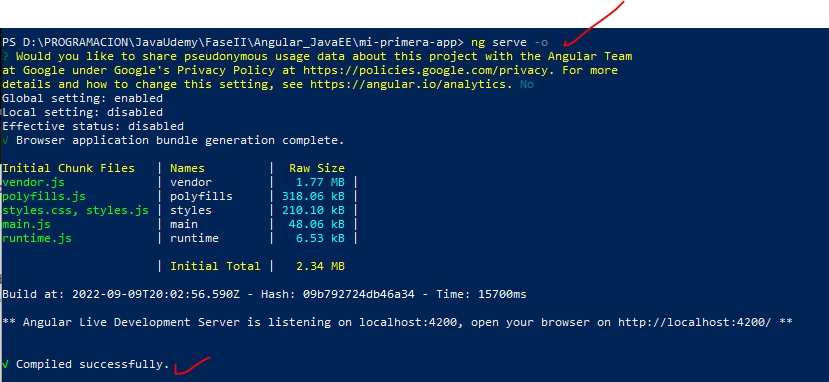 PS D:\PROGRAMACION\JavaUdemy\FaseII\Angular_JavaEE\mi-primera-app> ng serve -o
? Would you like to share pseudonymous usage data about this project with the Angular Team
at Google under Google's Privacy Policy at https://policies.google.com/privacy. For more
details and how to change this setting, see https://angular.io/analytics. No
Global setting: enabled
Local setting: disabled
Effective status: disabled
√ Browser application bundle generation complete.
Initial Chunk Files | Names | Raw Size
vendor.js | vendor | 1.77 MB |
polyfills.js | polyfills | 318.06 kB |
styles.css, styles.js | styles | 210.10 kB |
main.js | main | 48.06 kB |
runtime.js | runtime | 6.53 kB |
| Initial Total | 2.34 MB
Build at: 2022-09-09T20:02:56.590Z - Hash: 09b792724db46a34 - Time: 15700ms
** Angular Live Development Server is listening on localhost:4200, open your browser on http://localhost:4200/ **
√ Compiled successfully.